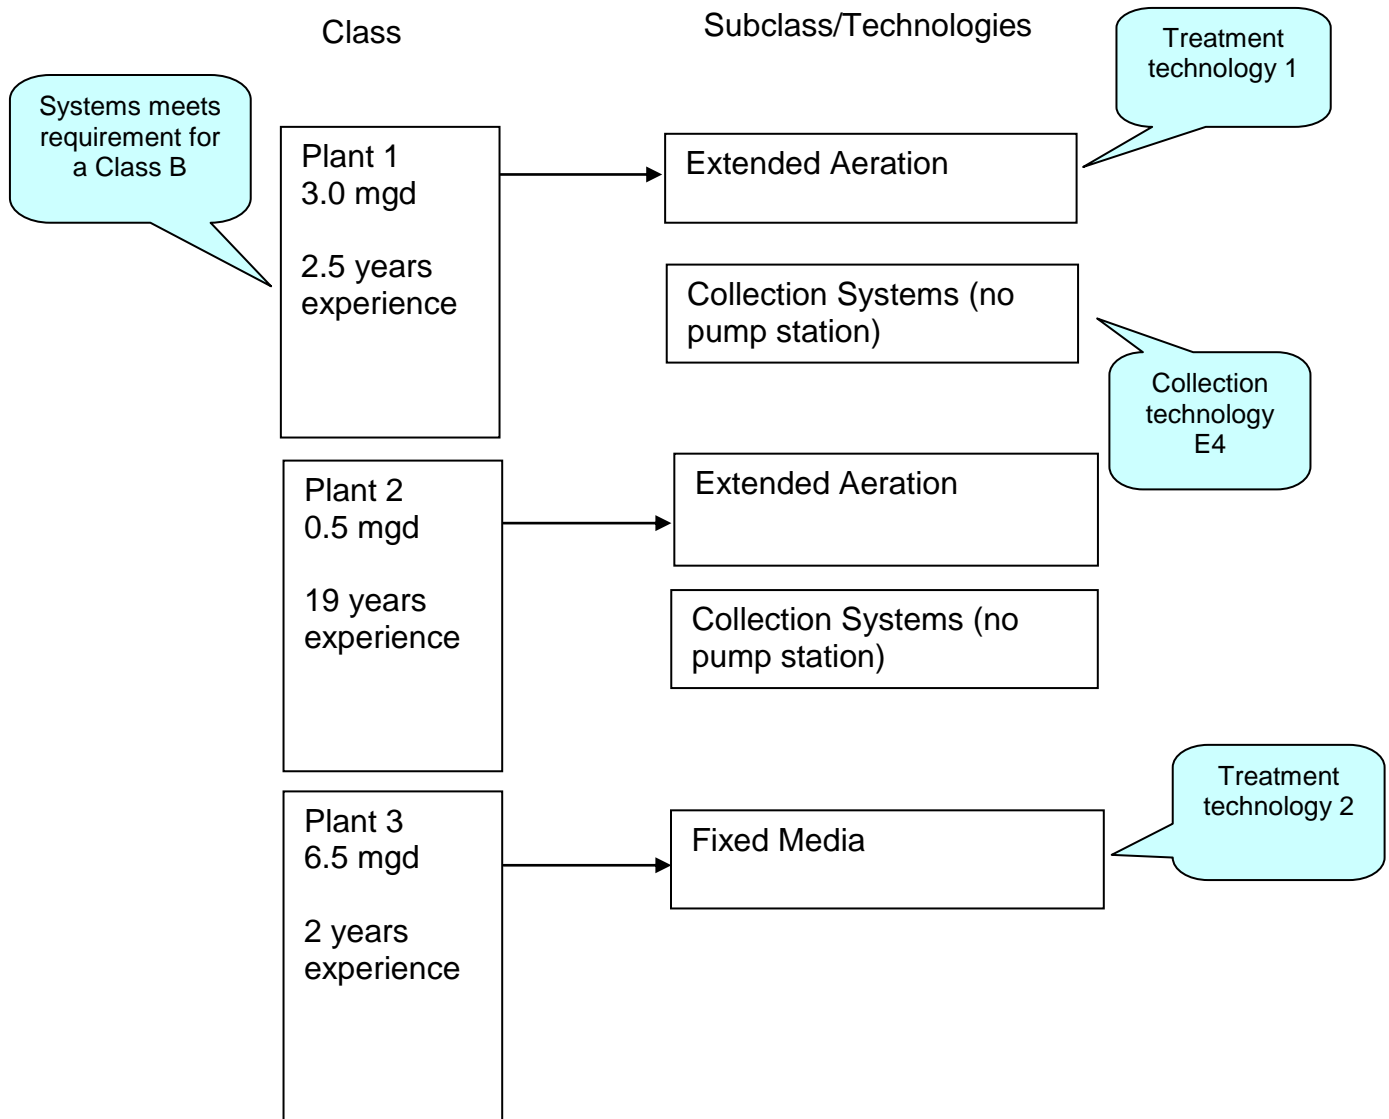 Class
Subclass/Technologies
Treatment
technology 1
Systems meets
requirement for
a Class B
Plant 1
3.0 mgd
2.5 years
experience
Extended Aeration
Collection Systems (no
pump station)
Collection
technology
E4
Plant 2
0.5 mgd
19 years
experience
Extended Aeration
Collection Systems (no
pump station)
Plant 3
6.5 mgd
2 years
experience
Fixed Media
Treatment
technology 2